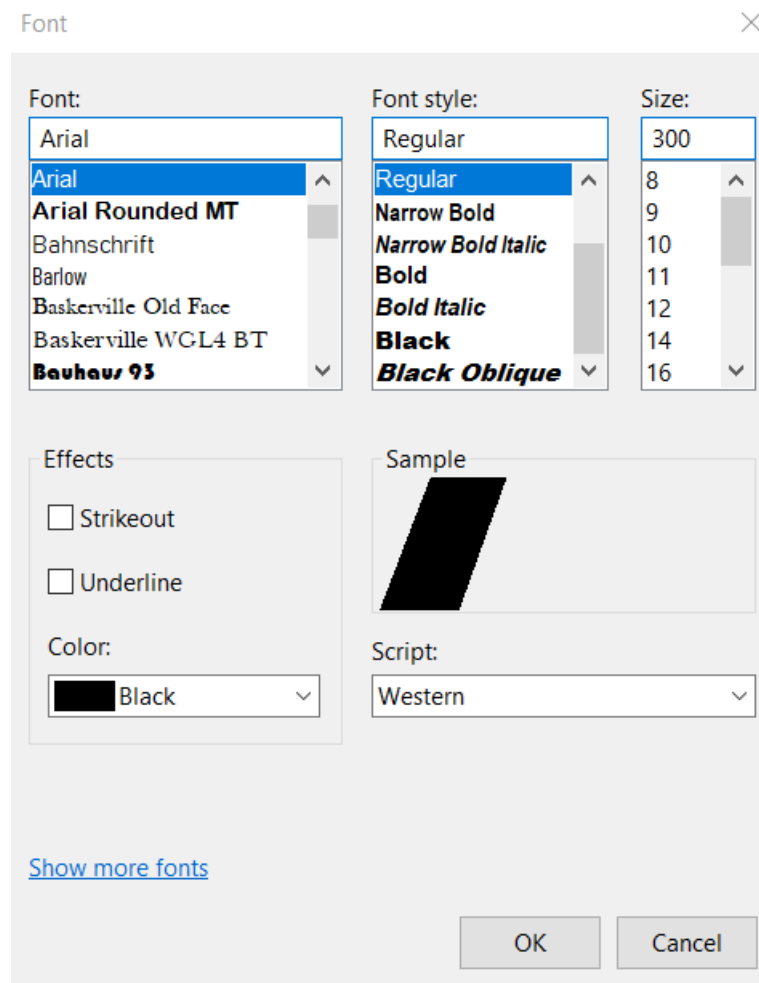 Font
Font:
Arial
Arial
Arial Rounded MT
Bahnschrift
Barlow
Baskerville Old Face
Baskerville WGL4 BT
Bauhaus 93
Font style:
Regular
Regular
Narrow Bold
Narrow Bold Italic
Bold
Bold Italic
Black
Black Oblique
Size:
300
8
9
10
11
12
14
16
Effects
Strikeout
Underline
Color:
Black
Sample
Script:
Western
Show more fonts
OK
Cancel